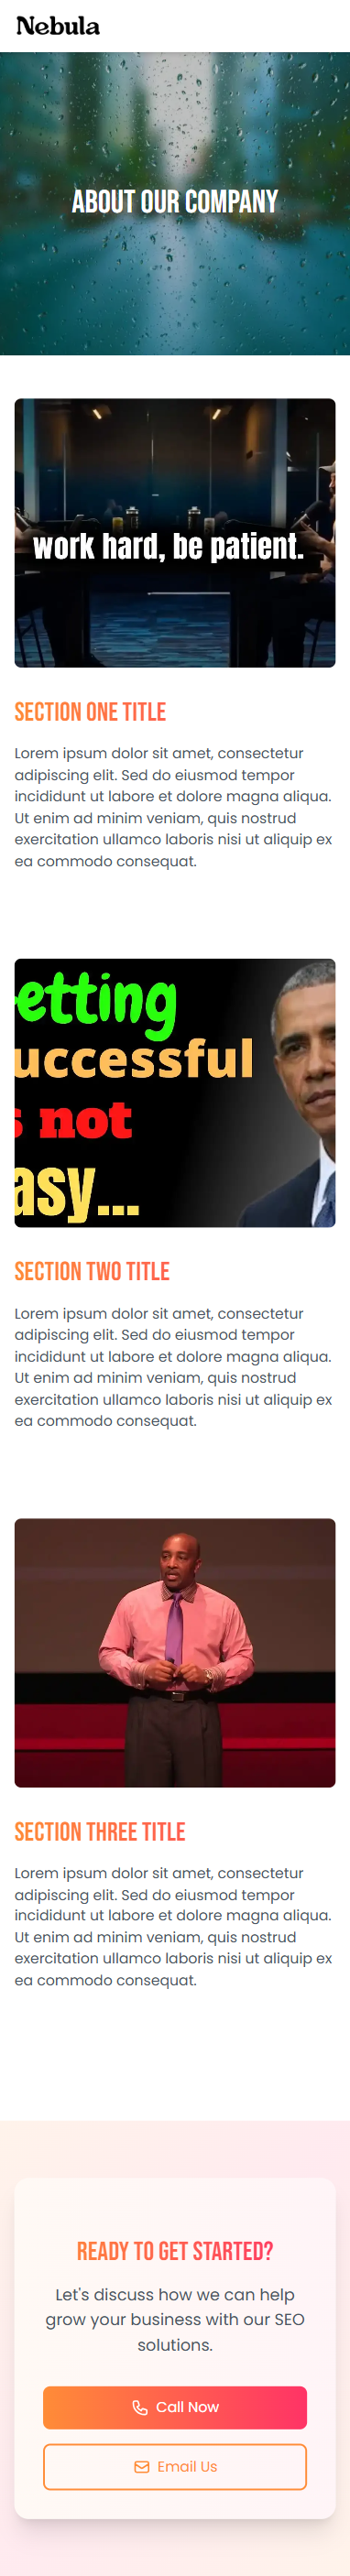 Nebula
ABOUT OUR COMPANY
work hard, be patient.
SECTION ONE TITLE
Lorem ipsum dolor sit amet, consectetur
adipiscing elit. Sed do eiusmod tempor
incididunt ut labore et dolore magna aliqua.
Ut enim ad minim veniam, quis nostrud
exercitation ullamco laboris nisi ut aliquip ex
ea commodo consequat.
etting
uccessful
s not
asy...
SECTION TWO TITLE
Lorem ipsum dolor sit amet, consectetur
adipiscing elit. Sed do eiusmod tempor
incididunt ut labore et dolore magna aliqua.
Ut enim ad minim veniam, quis nostrud
exercitation ullamco laboris nisi ut aliquip ex
ea commodo consequat.
SECTION THREE TITLE
Lorem ipsum dolor sit amet, consectetur
adipiscing elit. Sed do eiusmod tempor
incididunt ut labore et dolore magna aliqua.
Ut enim ad minim veniam, quis nostrud
exercitation ullamco laboris nisi ut aliquip ex
ea commodo consequat.
READY TO GET STARTED?
Let's discuss how we can help
grow your business with our SEO
solutions.
Call Now
Email Us